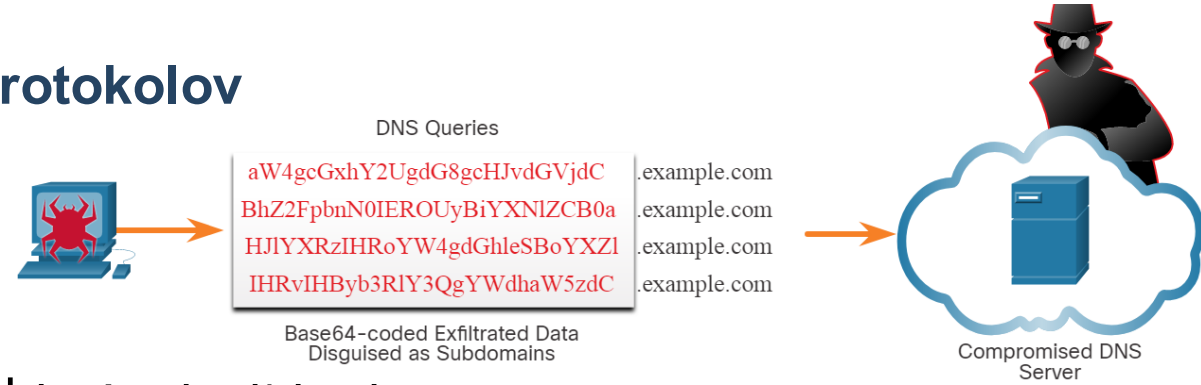 rotokolov
DNS Queries
aW4gcGxhY2UgdG8gcHJvdGVjdC .example.com
BhZ2FpbnN0IEROUyBiYXNlZCB0a .example.com
HJlYXRzIHRoYW4gdGhleSBoYXZl .example.com
IHRvIHByb3RlY3QgYWdhaW5zdC .example.com
Base64-coded Exfiltrated Data
Disguised as Subdomains
Compromised DNS
Server